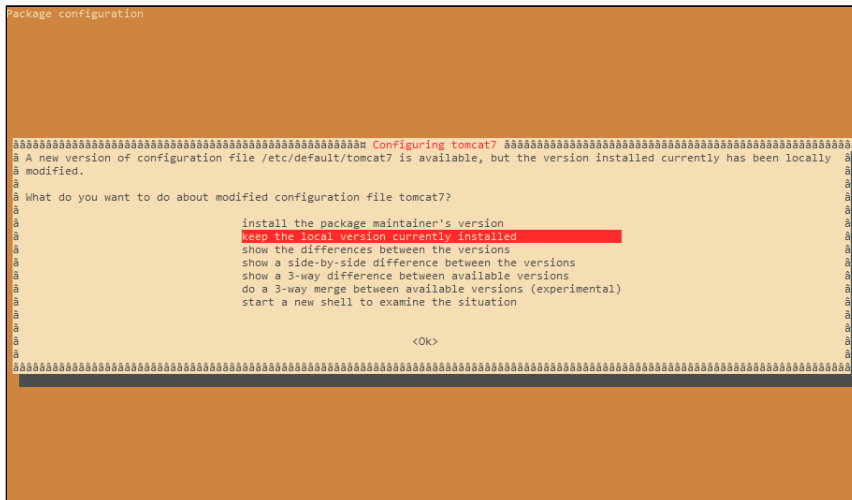 Package configuration
Configuring tomcat7
A new version of configuration file /etc/default/tomcat7 is available, but the version installed currently has been locally
modified.
What do you want to do about modified configuration file tomcat7?
install the package maintainer's version
keep the local version currently installed
show the differences between the versions
show a side-by-side difference between the versions
show a 3-way difference between available versions
do a 3-way merge between available versions (experimental)
start a new shell to examine the situation
<Ok>